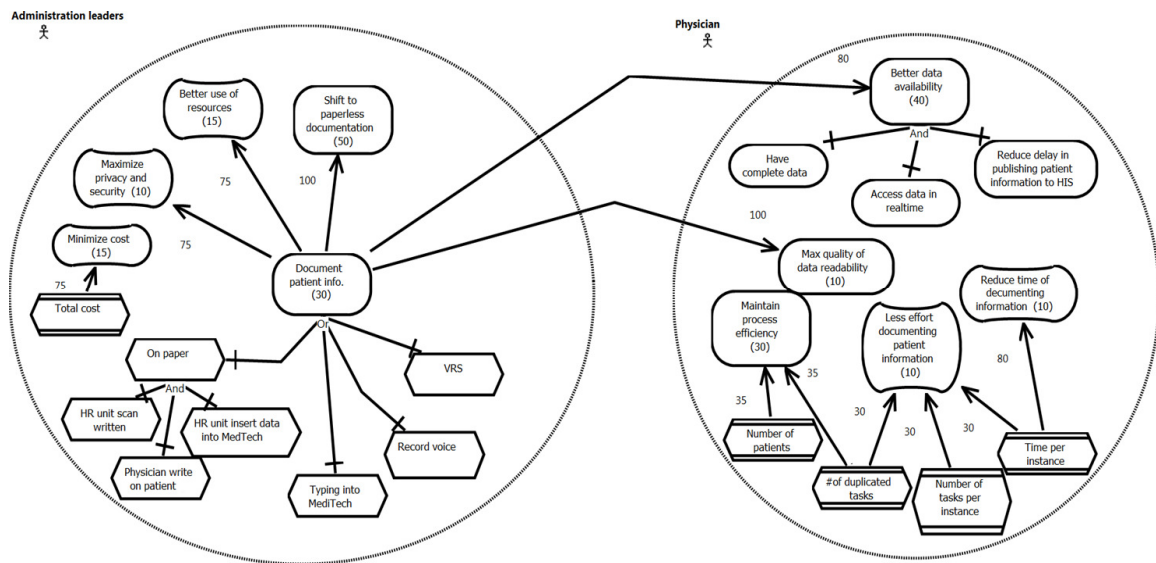 Administration leaders
Physician
80
Better use of
resources
(15)
Shift to
paperless
documentation
(50)
Better data
availability
(40)
And
Maximize
privacy and
security (10)
75
100
Have
complete data
Reduce delay in
publishing patient
information to HIS
Access data in
realtime
100
Minimize cost
(15)
75
Document
patient info.
(30)
Max quality of
data readability
(10)
75
Total cost
Reduce time of
decumenting
information (10)
Maintain
process
efficiency
(30)
Less effort
documenting
patient
information
(10)
Or
On paper
And
VRS
80
35
35
HR unit scan
written
HR unit insert data
into MedTech
30
30
30
Number of
patients
Record voice
Time per
instance
Physician write
on patient
Typing into
MediTech
#of duplicated
tasks
Number of
tasks per
instance